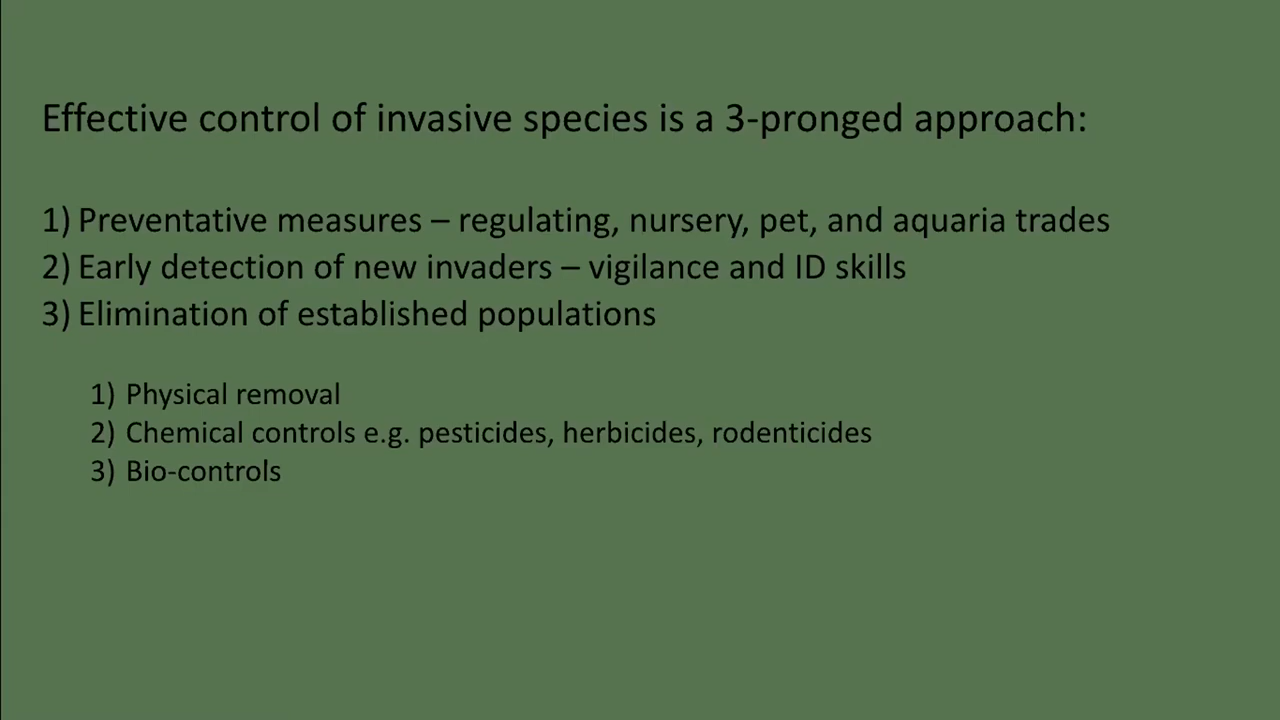 Effective control of invasive species is a 3-pronged approach:
1) Preventative measures – regulating, nursery, pet, and aquaria trades
2) Early detection of new invaders – vigilance and ID skills
3) Elimination of established populations
1) Physical removal
2) Chemical controls e.g. pesticides, herbicides, rodenticides
3) Bio-controls